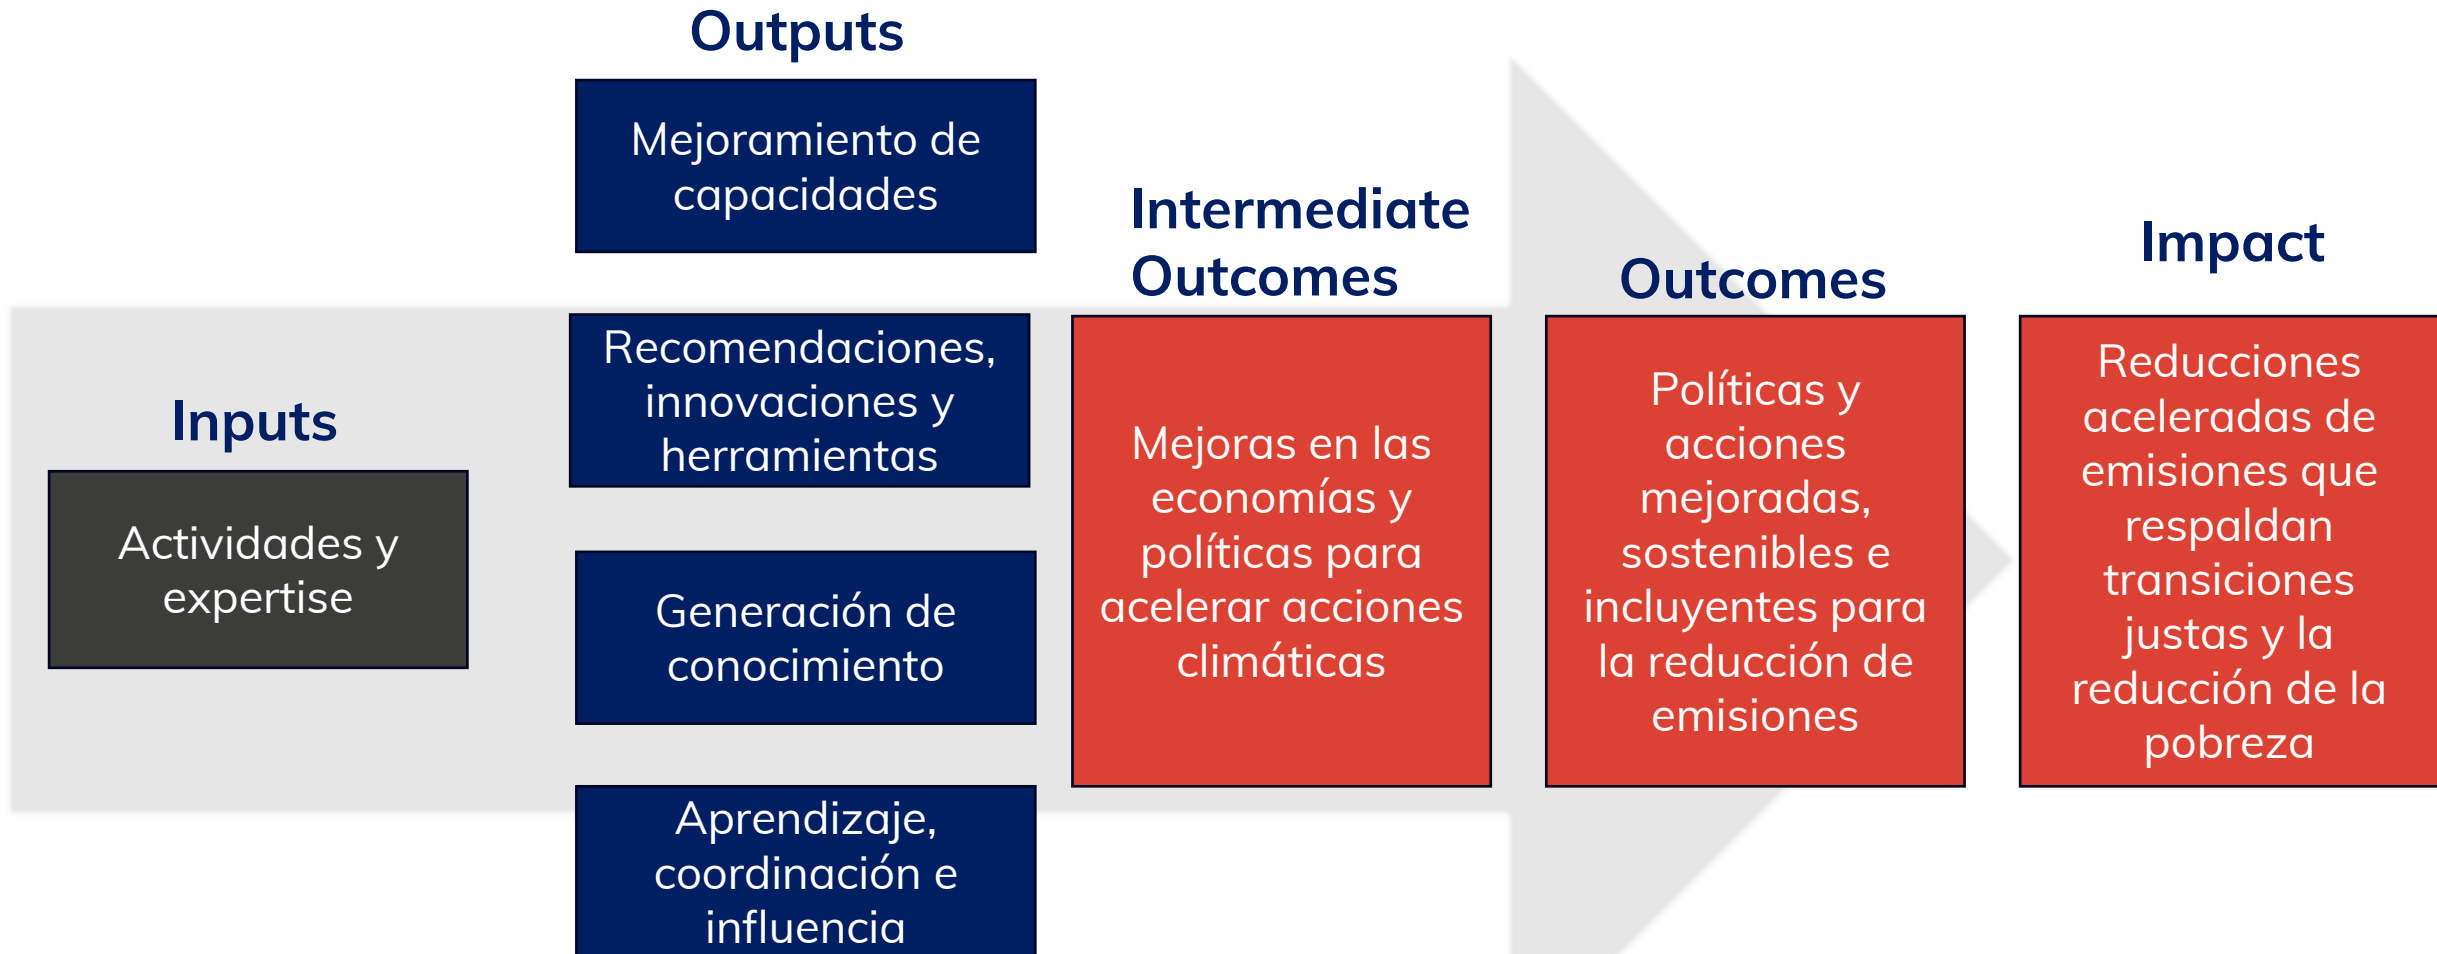 Inputs
Actividades y
expertise
Outputs
Mejoramiento de
capacidades
Recomendaciones,
innovaciones y
herramientas
Generación de
conocimiento
Aprendizaje,
coordinación e
influencia
Intermediate
Outcomes
Mejoras en las
economías y
políticas para
acelerar acciones
climáticas
Outcomes
Políticas y
acciones
mejoradas,
sostenibles e
incluyentes para
la reducción de
emisiones
Impact
Reducciones
aceleradas de
emisiones que
respaldan
transiciones
justas y la
reducción de la
pobreza